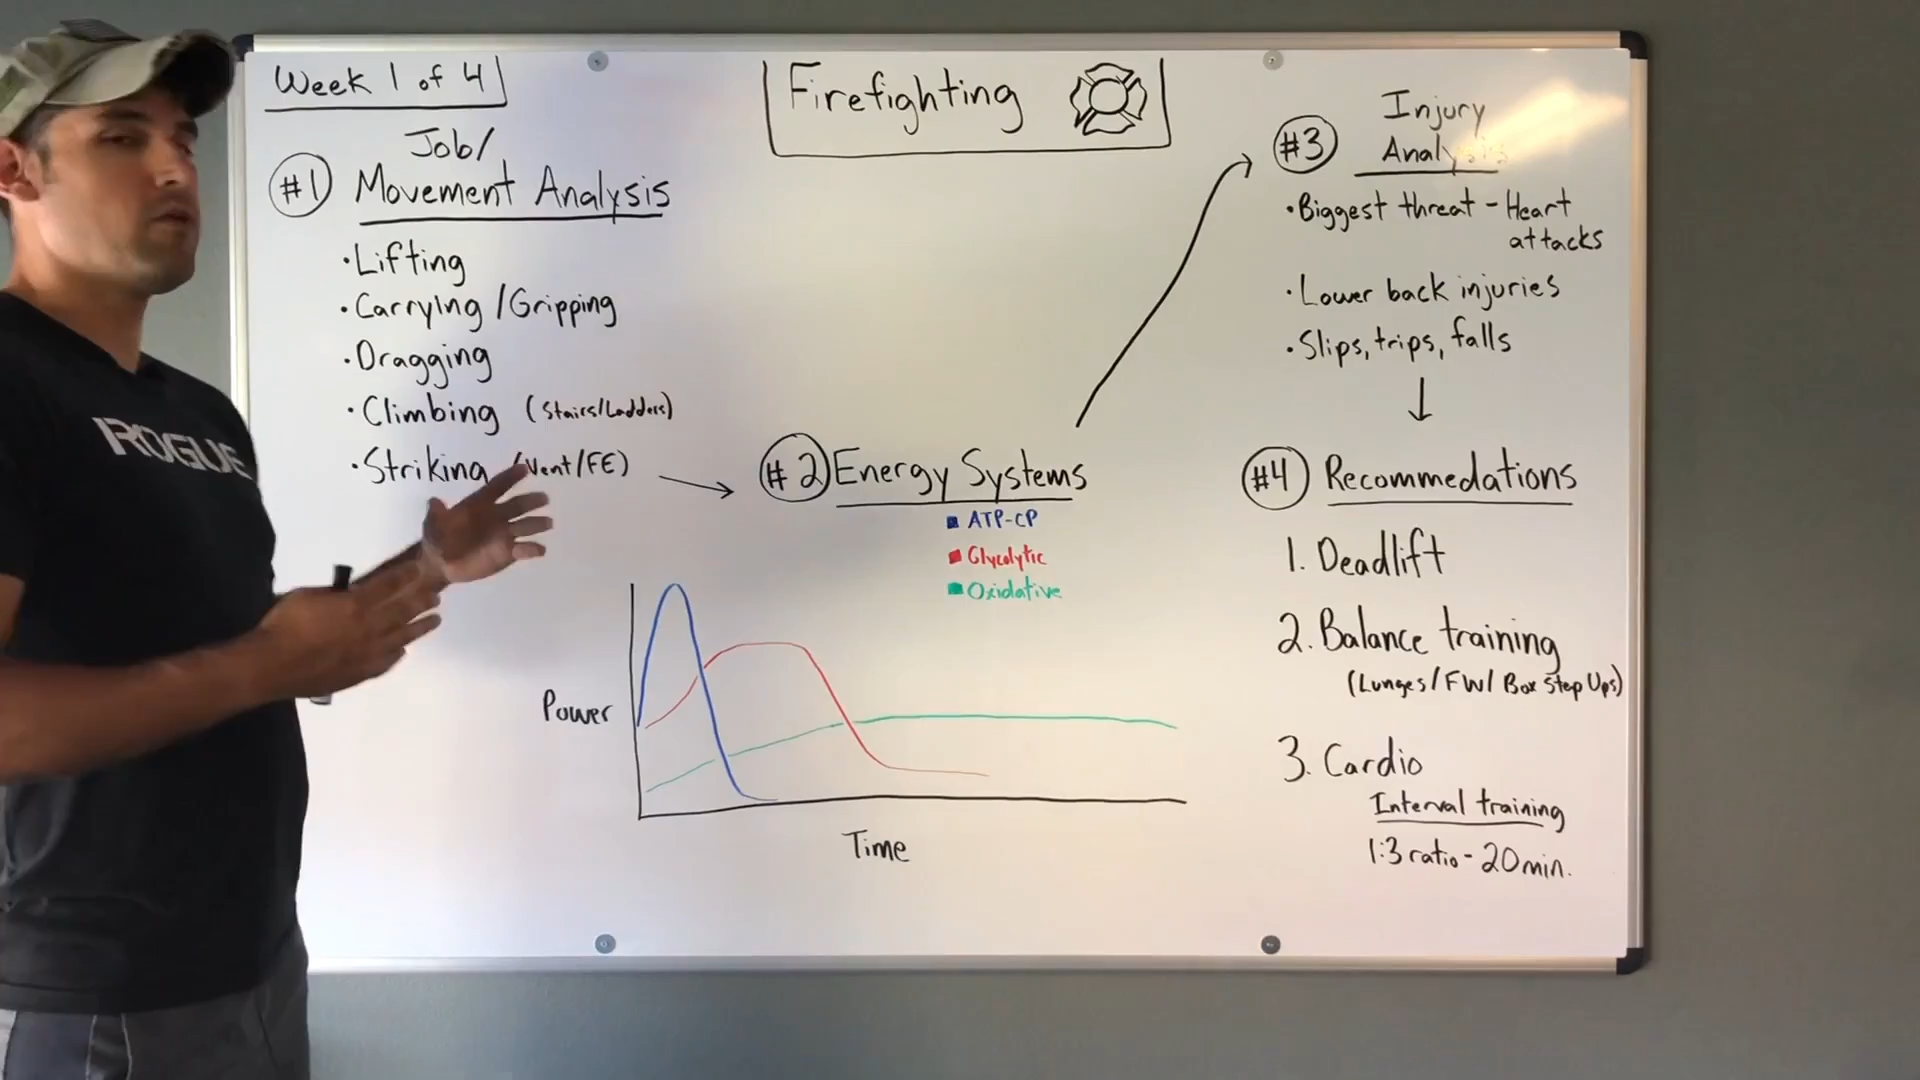 Week 1 of 4
Firefighting
Job/
#1 Movement Analysis
•Lifting
•Carrying/Gripping
•Dragging
•Climbing (Stairs/Ladders)
•Striking (Vent/FE)
#2 Energy Systems
ATP-CP
Glycolytic
Oxidative
Power
Time
#3 Injury
Analysis
•Biggest threat - Heart
attacks
•Lower back injuries
•Slips, trips, falls
#4 Recommedations
1. Deadlift
2. Balance training
(Lunges/FW/Box Step Ups)
3. Cardio
Interval training
1:3 ratio - 20min.
ROGUE